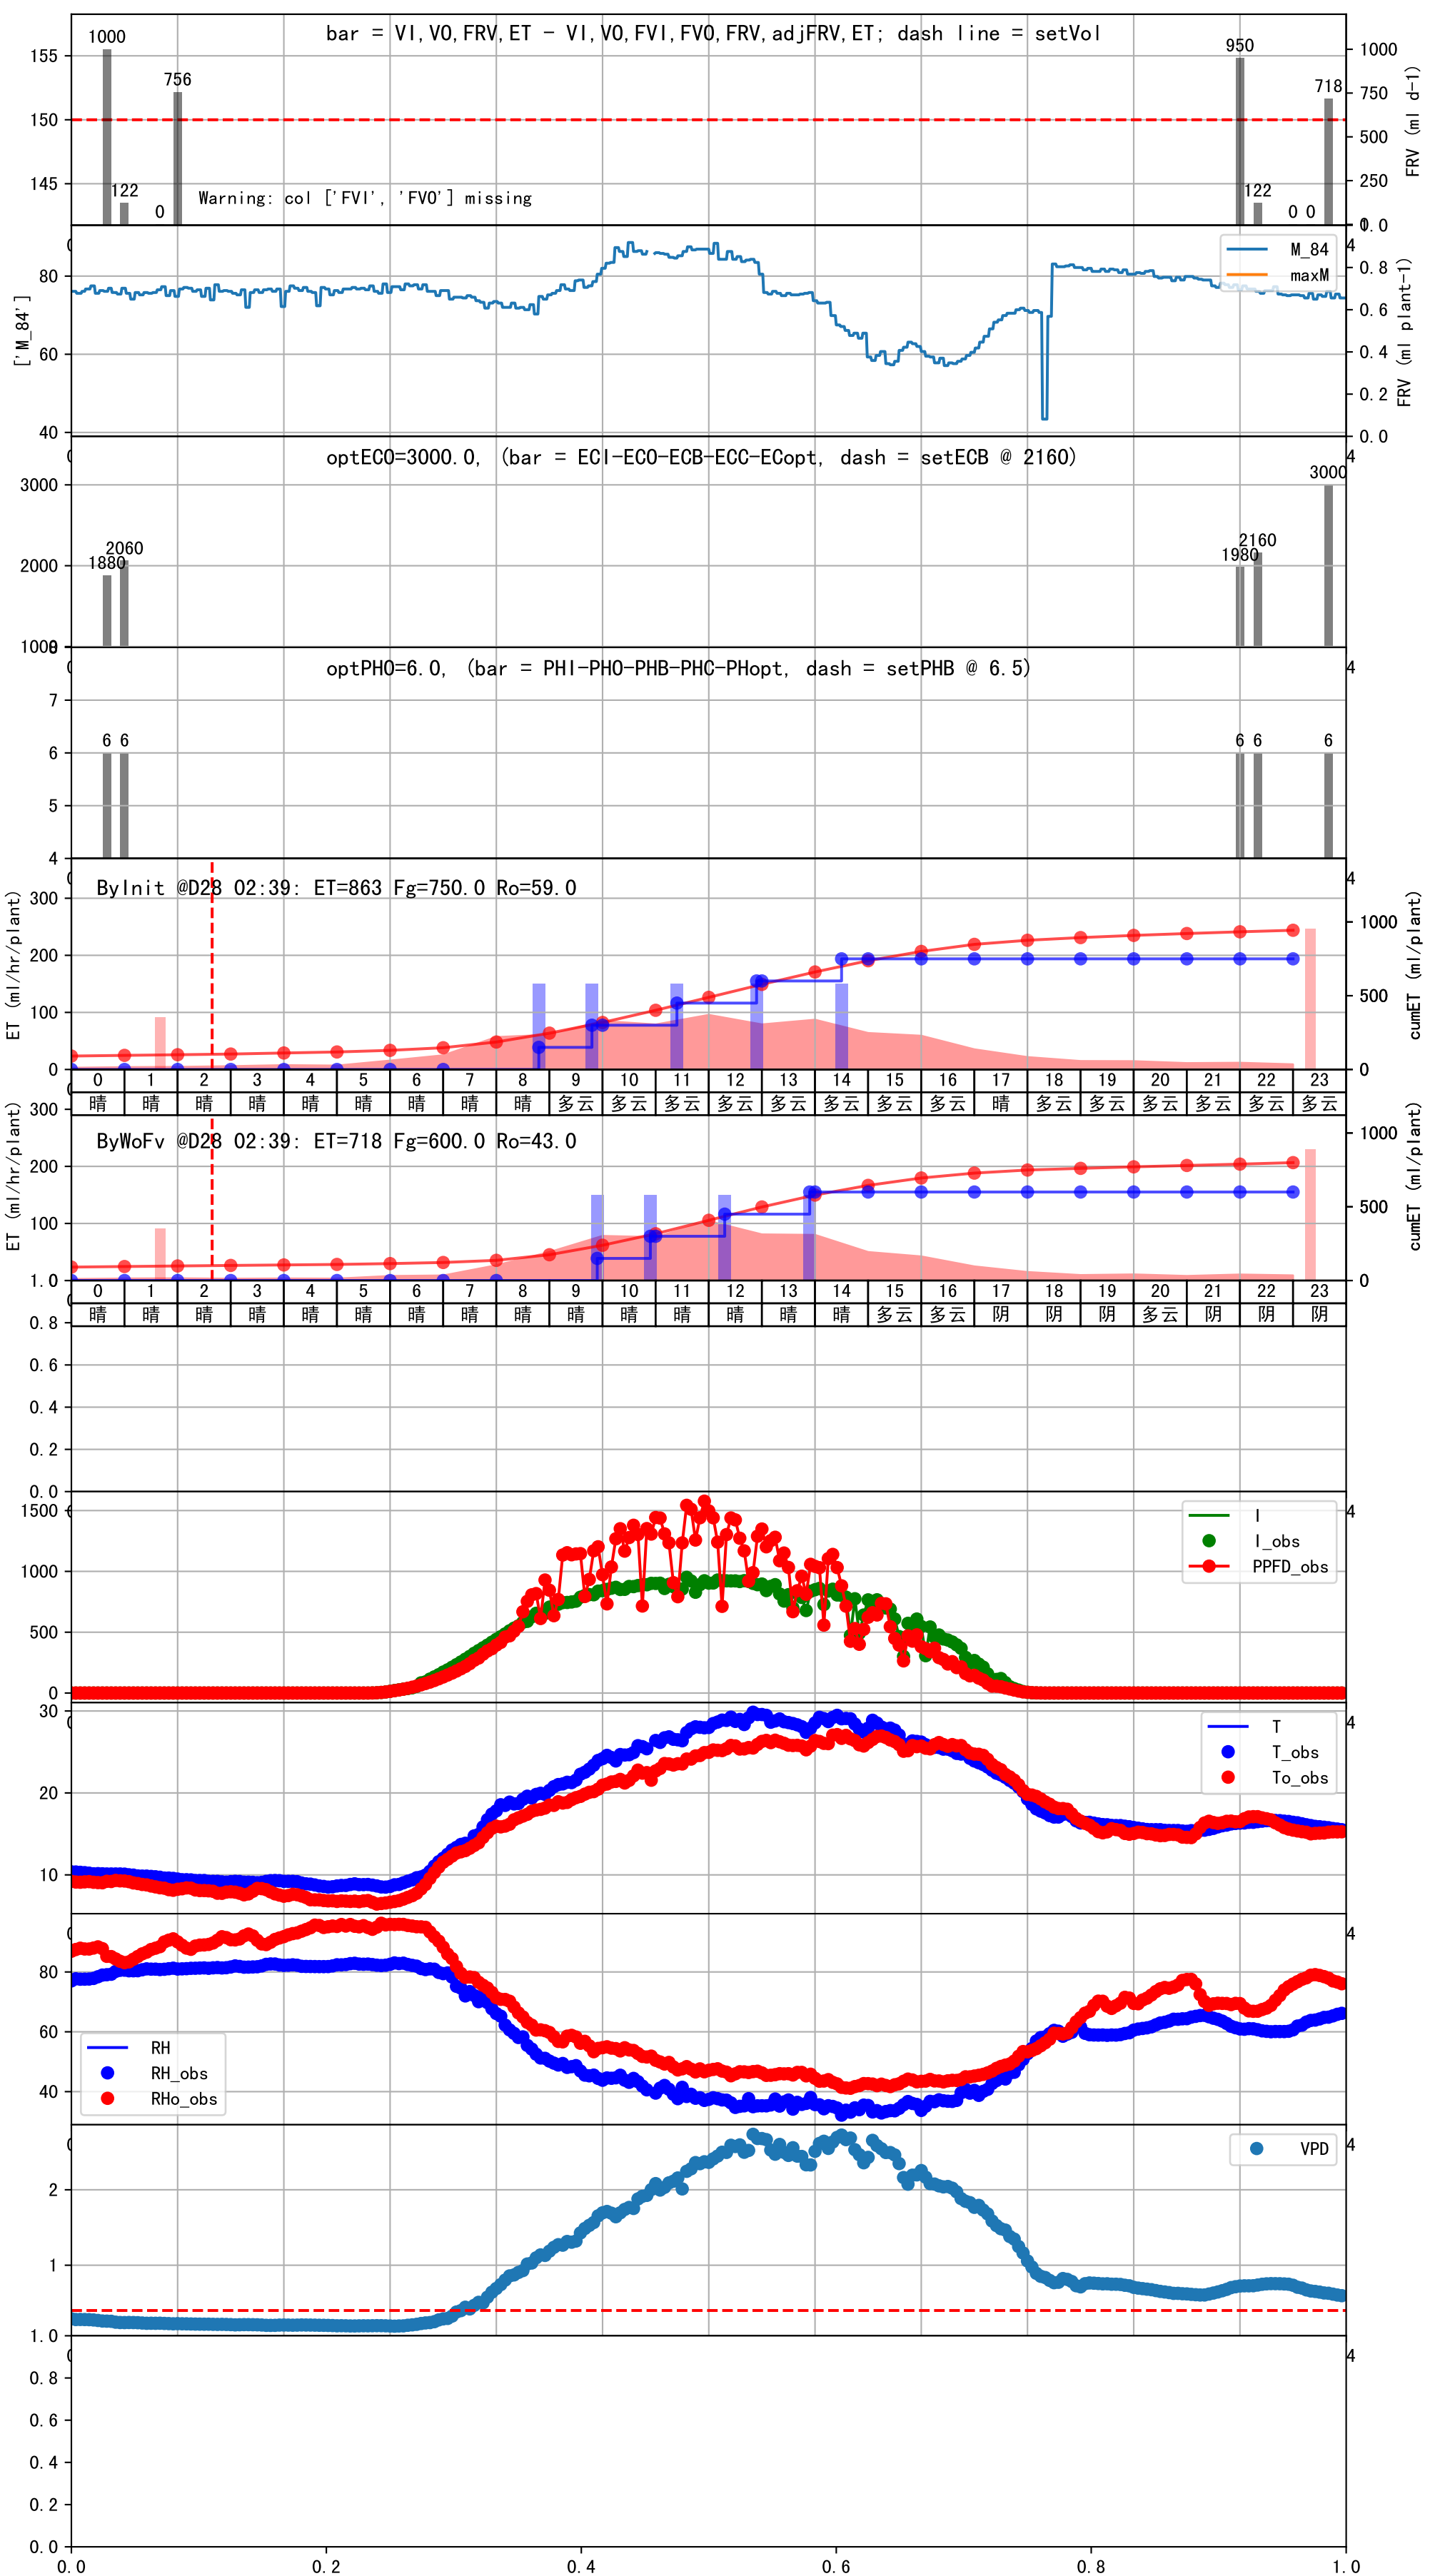 bar = VI,VO,FRV,ET - VI,VO,FVI,FVO,FRV,adjFRV,ET; dash line = setVol
1000
950
155
1000
756
718
750
FRV (ml d-1)
150
500
145
122
0
Warning: col ['FVI', 'FVO'] missing
122
0 0
250
0.0
4
M_84
maxM
80
60
40
['M_84']
0.8
0.6
0.4
0.2
0.0
FRV (ml plant-1)
optECO=3000.0, (bar = ECI-ECO-ECB-ECC-ECopt, dash = setECB @ 2160)
4
3000
3000
2060
1880
2160
1980
2000
optPHO=6.0, (bar = PHI-PHO-PHB-PHC-PHopt, dash = setPHB @ 6.5)
4
7
6 6
6 6
6
6
5
4
4
ByInit @D28 02:39: ET=863 Fg=750.0 Ro=59.0
300
200
100
0
ET (ml/hr/plant)
1000
500
0
cumET (ml/plant)
0 1 2 3 4 5 6 7 8 9 10 11 12 13 14 15 16 17 18 19 20 21 22 23
晴 晴 晴 晴 晴 晴 晴 晴 晴 多云 多云 多云 多云 多云 多云 多云 多云 晴 多云 多云 多云 多云 多云 多云
ByWoFv @D28 02:39: ET=718 Fg=600.0 Ro=43.0
300
200
100
1.0
ET (ml/hr/plant)
1000
500
0
cumET (ml/plant)
0 1 2 3 4 5 6 7 8 9 10 11 12 13 14 15 16 17 18 19 20 21 22 23
晴 晴 晴 晴 晴 晴 晴 晴 晴 晴 晴 晴 晴 晴 晴 多云 多云 阴 阴 阴 多云 阴 阴 阴
0.8
0.6
0.4
0.2
0.0
1500
1000
500
0
4
I
I_obs
PPFD_obs
30
20
10
4
T
T_obs
To_obs
80
60
40
4
RH
RH_obs
RHo_obs
2
1
4
VPD
1.0
4
0.8
0.6
0.4
0.2
0.0
0.0 0.2 0.4 0.6 0.8 1.0